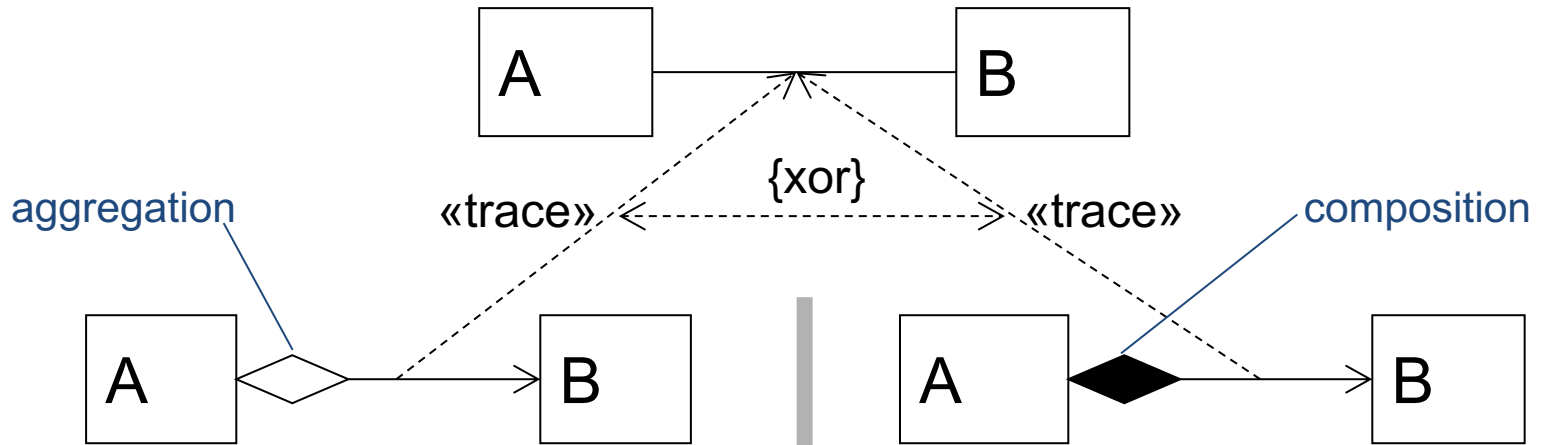 A B
{xor}
aggregation «trace» «trace» composition
A B A B